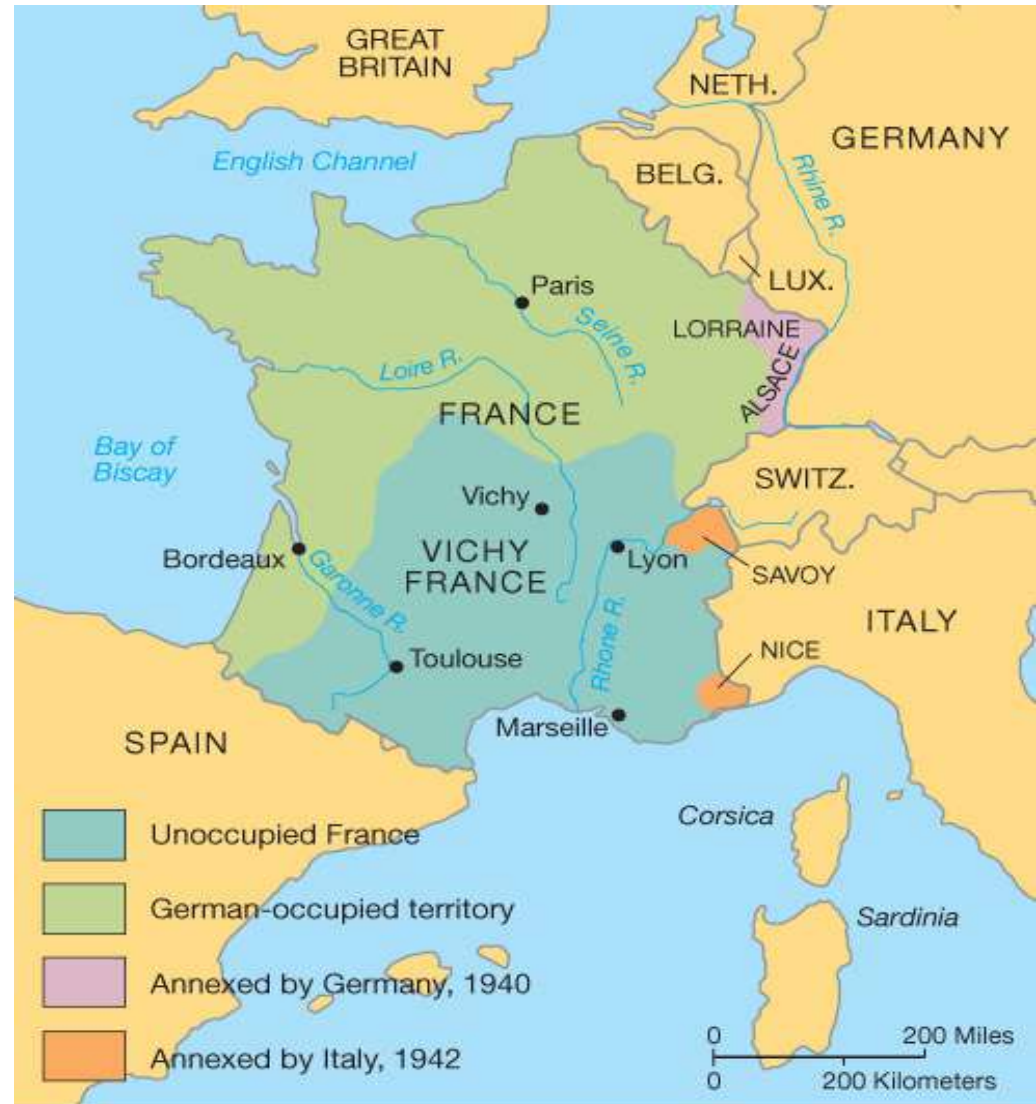 GREAT
BRITAIN
NETH.
GERMANY
English Channel
BELG.
Rhine R.
LUX.
Paris
LORRAINE
Seine R.
ALSACE
Loire R.
FRANCE
Bay of
Biscay
SWITZ.
Vichy
Bordeaux
VICHY
FRANCE
Lyon
SAVOY
Garonne R.
Rhone R.
ITALY
NICE
Toulouse
Marseille
SPAIN
Corsica
Sardinia
Unoccupied France
German-occupied territory
Annexed by Germany, 1940
Annexed by Italy, 1942
0 200 Miles
0 200 Kilometers